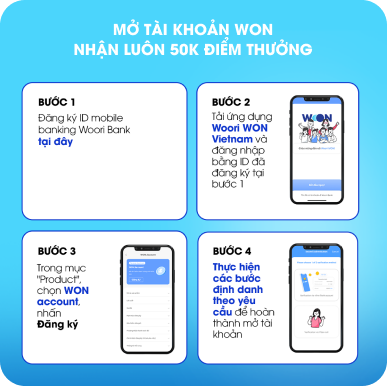 MỞ TÀI KHOẢN WON
NHẬN LUÔN 50K ĐIỂM THƯỞNG
BƯỚC 1
Đăng ký ID mobile
banking Woori Bank
tại đây
BƯỚC 2
Tải ứng dụng
Woori WON
Vietnam và
đăng nhập
bằng ID đã
đăng ký tại
bước 1
WON
BƯỚC 3
Trong mục
"Product",
chọn WON
account,
nhấn
Đăng ký
BƯỚC 4
Thực hiện
các bước
định danh
theo yêu
cầu để hoàn
thành mở tài
khoản